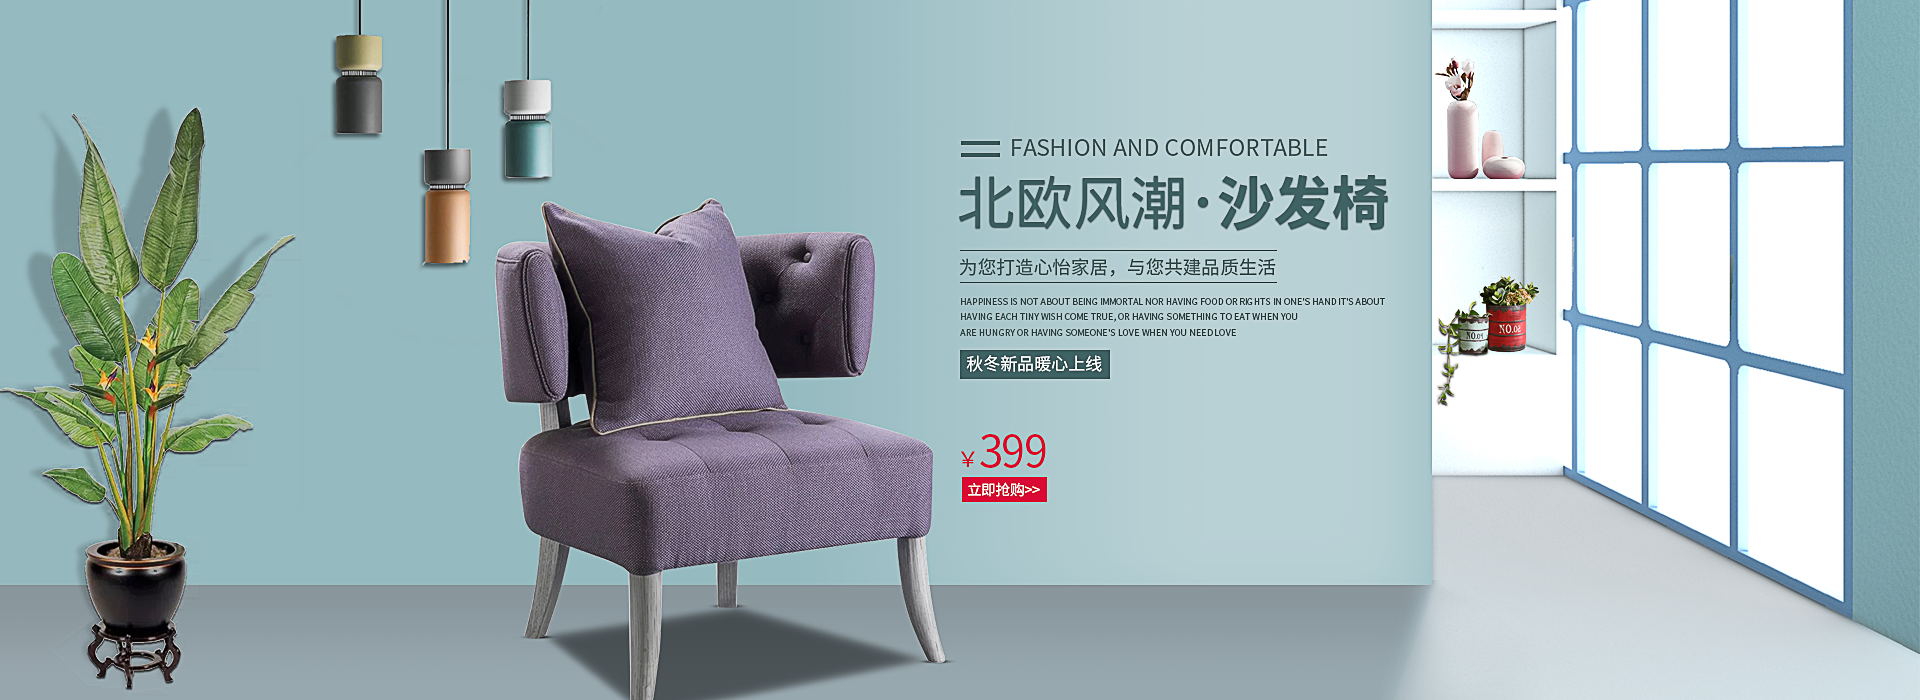 FASHION AND COMFORTABLE
北欧风潮·沙发椅
为您打造心怡家居，与您共建品质生活
HAPPINESS IS NOT ABOUT BEING IMMORTAL NOR HAVING FOOD OR RIGHTS IN ONE'S HAND IT'S ABOUT
HAVING EACH TINY WISH COME TRUE, OR HAVING SOMETHING TO EAT WHEN YOU
ARE HUNGRY OR HAVING SOMEONE'S LOVE WHEN YOU NEED LOVE
秋冬新品暖心上线
¥399
立即抢购>>